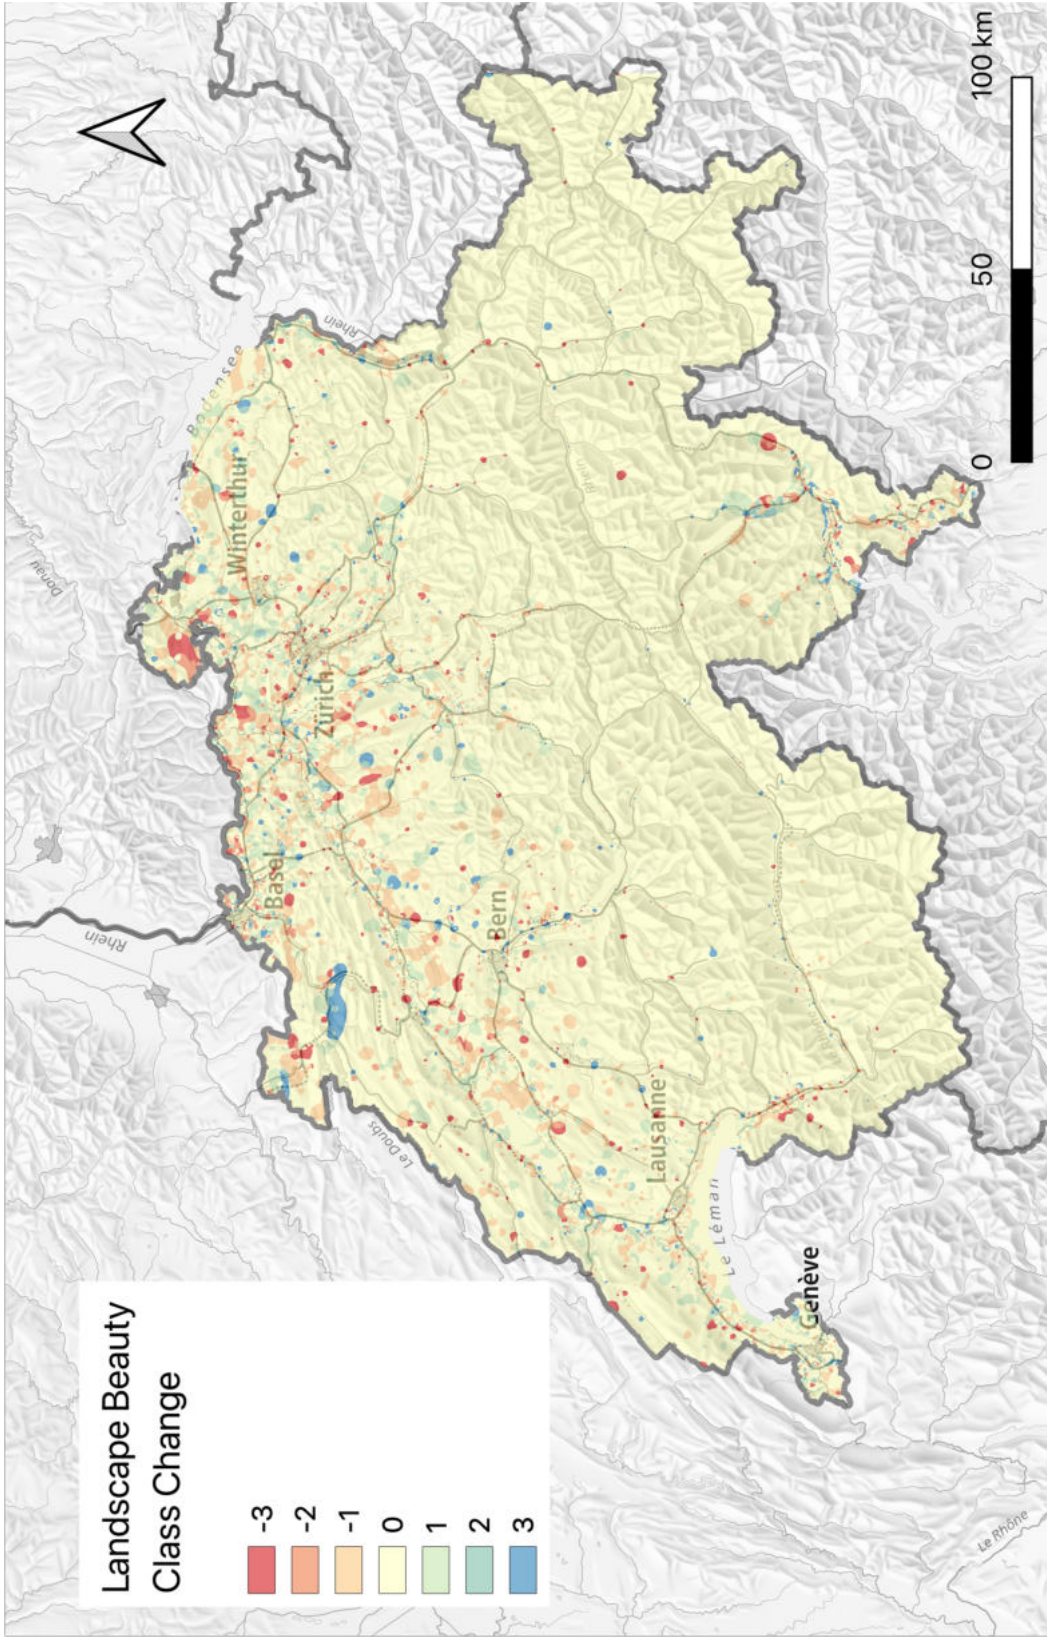 Landscape Beauty
Class Change
-3
-2
-1
0
1
2
3
Donau
Rhein
Bodensee
Winterthur
Rhein
Basel
Zürich
Le Doubs
Bern
Rhein
Lausanne
Le Léman
Genève
Le Rhône
0
50
100 km